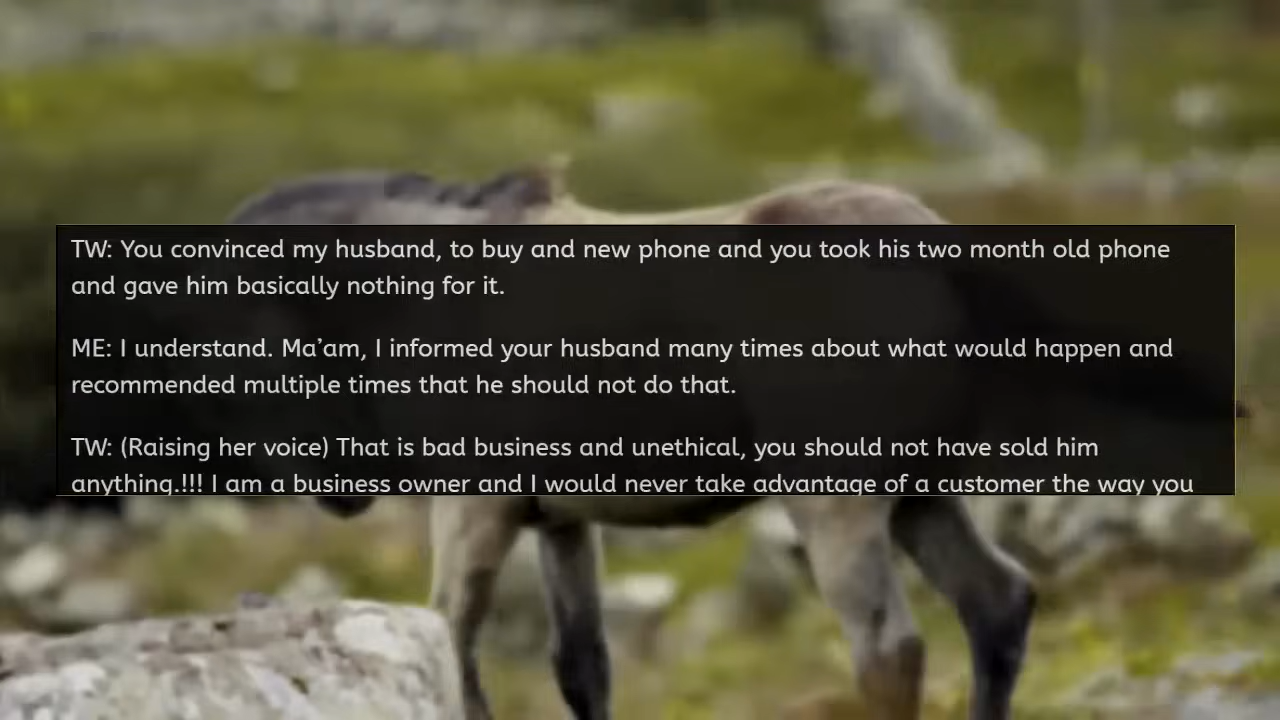 TW: You convinced my husband, to buy and new phone and you took his two month old phone
and gave him basically nothing for it.
ME: I understand. Ma’am, I informed your husband many times about what would happen and
recommended multiple times that he should not do that.
TW: (Raising her voice) That is bad business and unethical, you should not have sold him
anything.!!! I am a business owner and I would never take advantage of a customer the way you